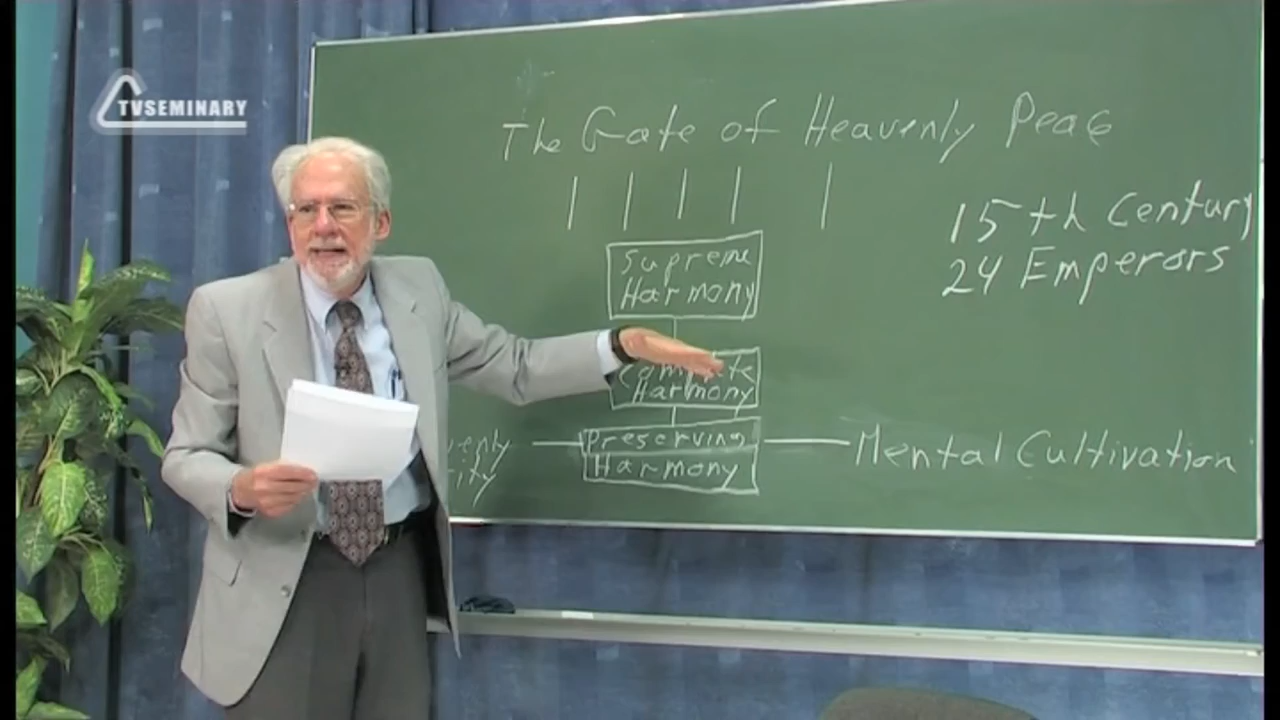 TVSEMINARY
The Gate of Heavenly Peac
15th Century
24 Emperors
Supreme
Harmony
Harmony
Preserving
Harmony
Mental Cultivation